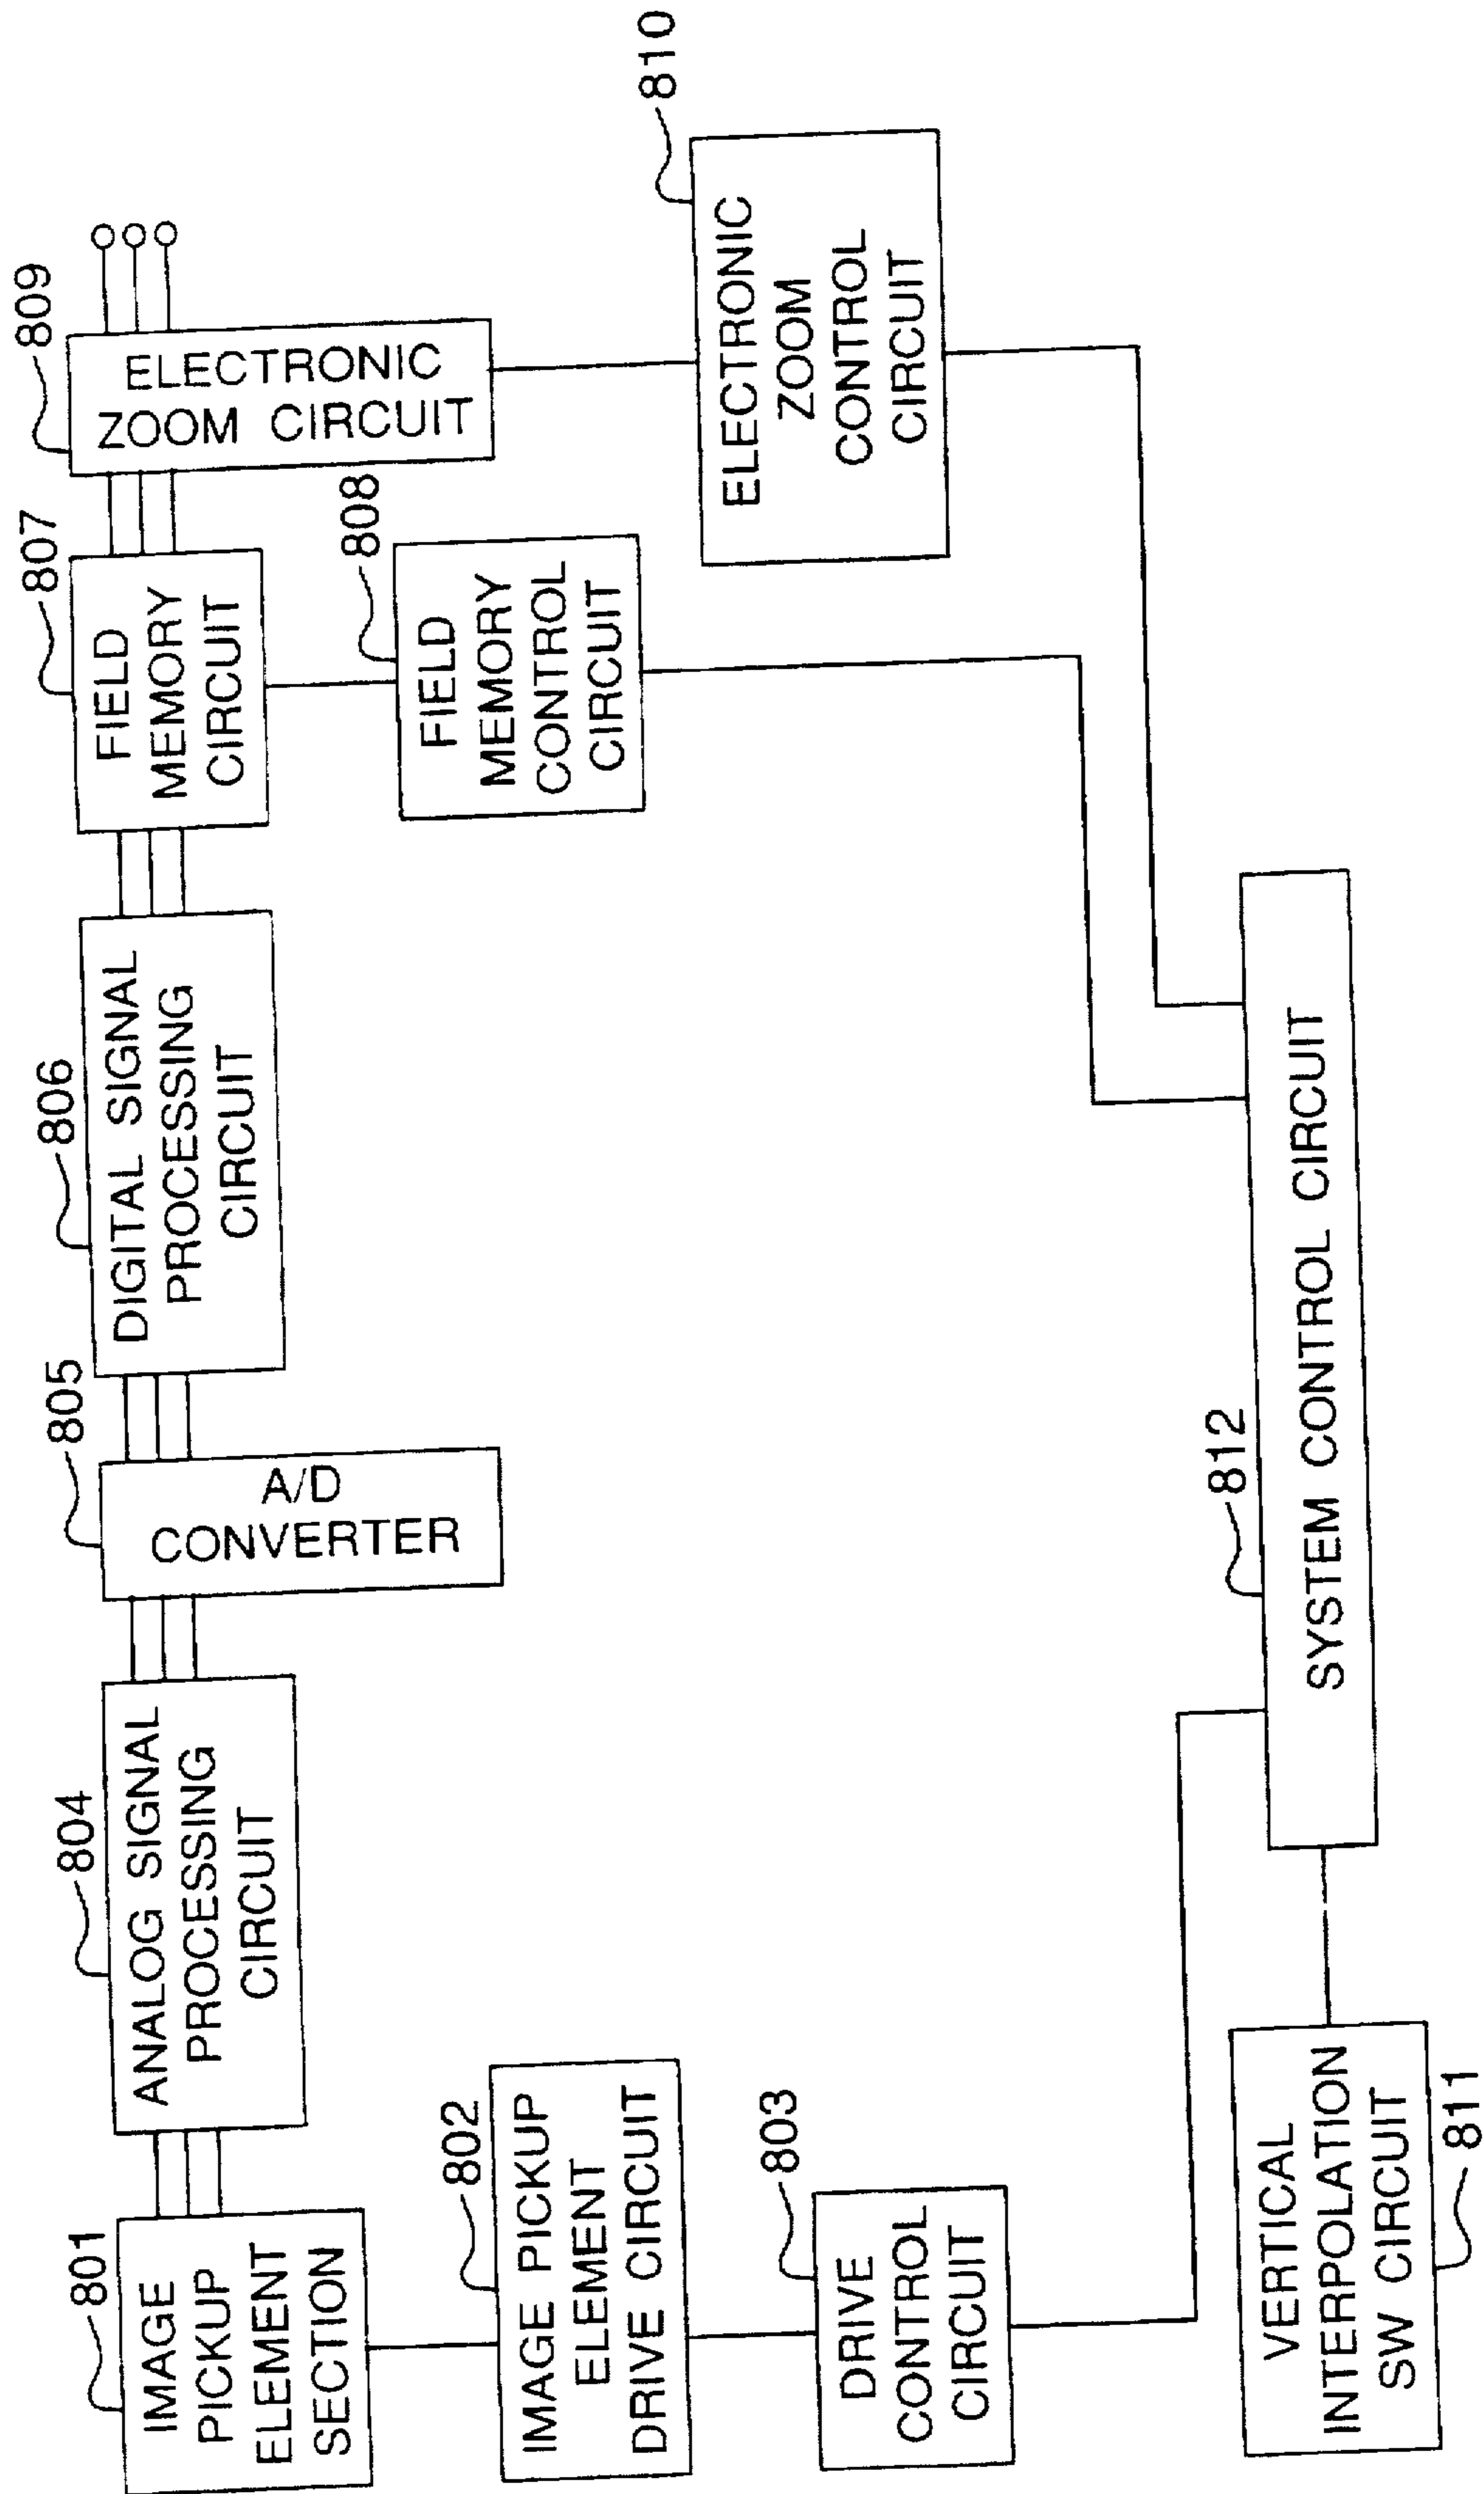 801
IMAGE
PICKUP
ELEMENT
SECTION
804
ANALOG SIGNAL
PROCESSING
CIRCUIT
805
A/D
CONVERTER
806
DIGITAL SIGNAL
PROCESSING
CIRCUIT
807
FIELD
MEMORY
CIRCUIT
809
ELECTRONIC
ZOOM CIRCUIT
802
IMAGE PICKUP
ELEMENT
DRIVE CIRCUIT
808
FIELD
MEMORY
CONTROL
CIRCUIT
810
ELECTRONIC
ZOOM
CONTROL
CIRCUIT
803
DRIVE
CONTROL
CIRCUIT
812
SYSTEM CONTROL CIRCUIT
VERTICAL
INTERPOLATION
SW CIRCUIT
811